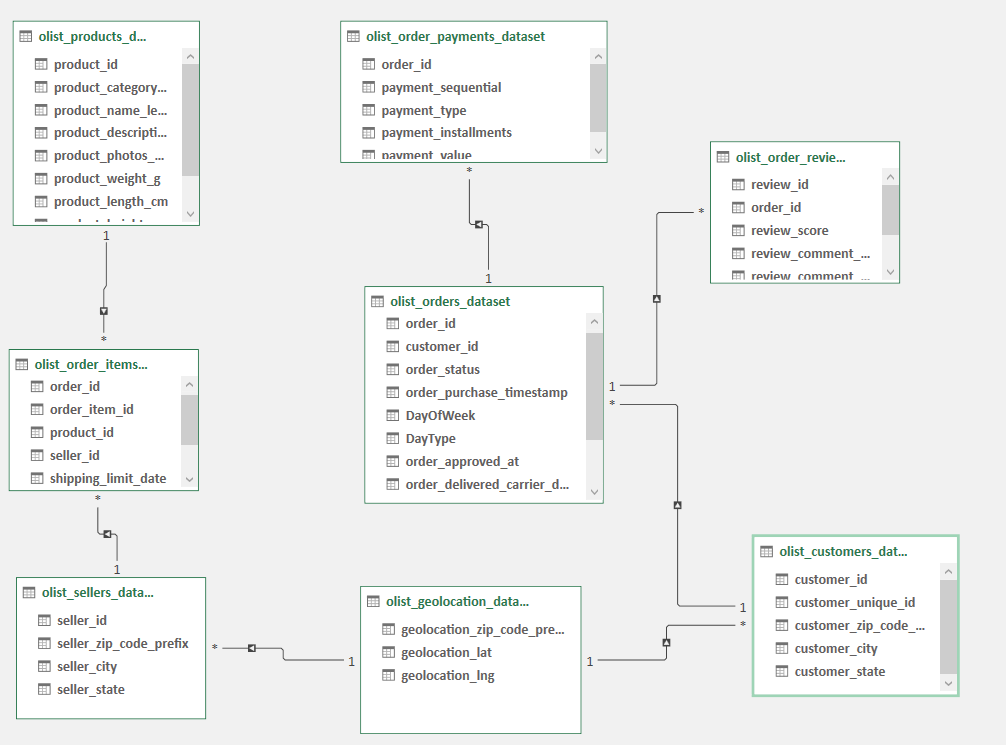 olist_products_d...
product_id
product_category...
product_name_le...
product_descripti...
product_photos_...
product_weight_g
product_length_cm
1
*
olist_order_payments_dataset
order_id
payment_sequential
payment_type
payment_installments
payment_value
*
1
olist_order_revie...
review_id
order_id
review_score
review_comment_...
review_comment_...
*
olist_orders_dataset
order_id
customer_id
order_status
order_purchase_timestamp
DayOfWeek
DayType
order_approved_at
order_delivered_carrier_d...
1
*
olist_order_items...
order_id
order_item_id
product_id
seller_id
shipping_limit_date
*
1
olist_sellers_data...
seller_id
seller_zip_code_prefix
seller_city
seller_state
*
1
olist_geolocation_data...
geolocation_zip_code_pre...
geolocation_lat
geolocation_lng
1
olist_customers_dat...
customer_id
customer_unique_id
customer_zip_code_...
customer_city
customer_state
1
*